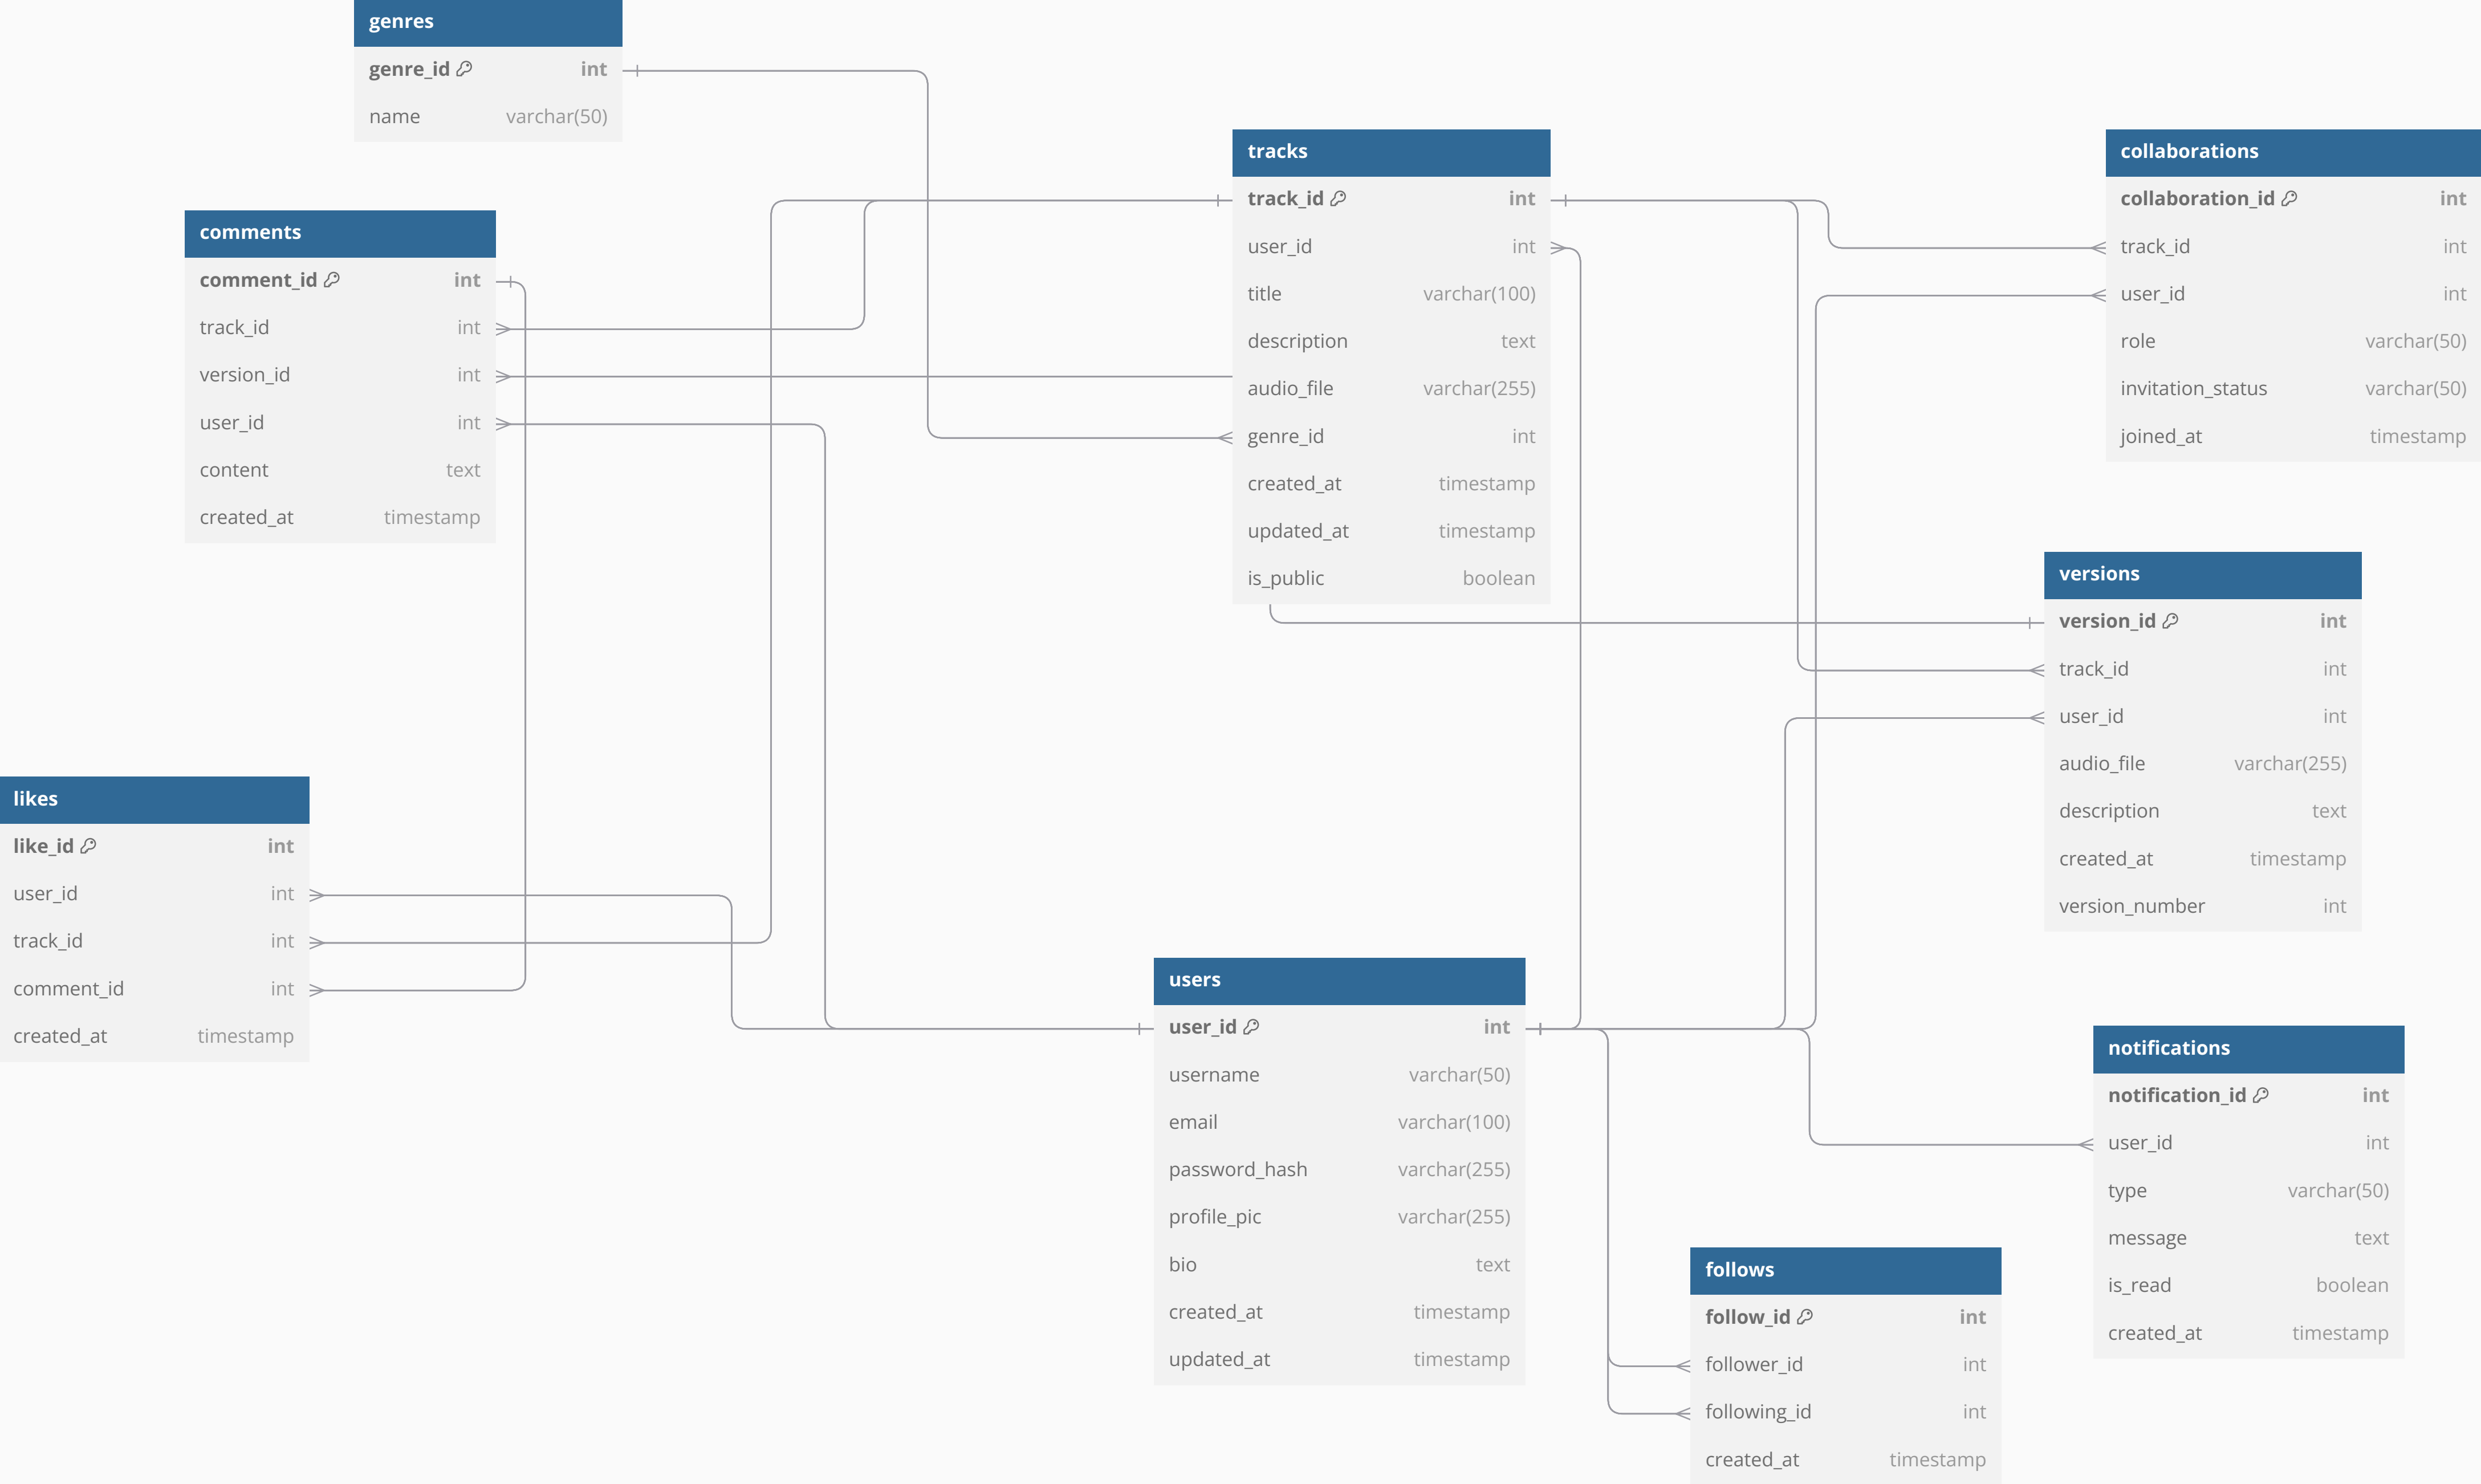 genres
genre_id int
name varchar(50)
tracks
track_id int
user_id int
title varchar(100)
description text
audio_file varchar(255)
genre_id int
created_at timestamp
updated_at timestamp
is_public boolean
collaborations
collaboration_id int
track_id int
user_id int
role varchar(50)
invitation_status varchar(50)
joined_at timestamp
comments
comment_id int
track_id int
version_id int
user_id int
content text
created_at timestamp
versions
version_id int
track_id int
user_id int
audio_file varchar(255)
description text
created_at timestamp
version_number int
likes
like_id int
user_id int
track_id int
comment_id int
created_at timestamp
users
user_id int
username varchar(50)
email varchar(100)
password_hash varchar(255)
profile_pic varchar(255)
bio text
created_at timestamp
updated_at timestamp
notifications
notification_id int
user_id int
type varchar(50)
message text
is_read boolean
created_at timestamp
follows
follow_id int
follower_id int
following_id int
created_at timestamp